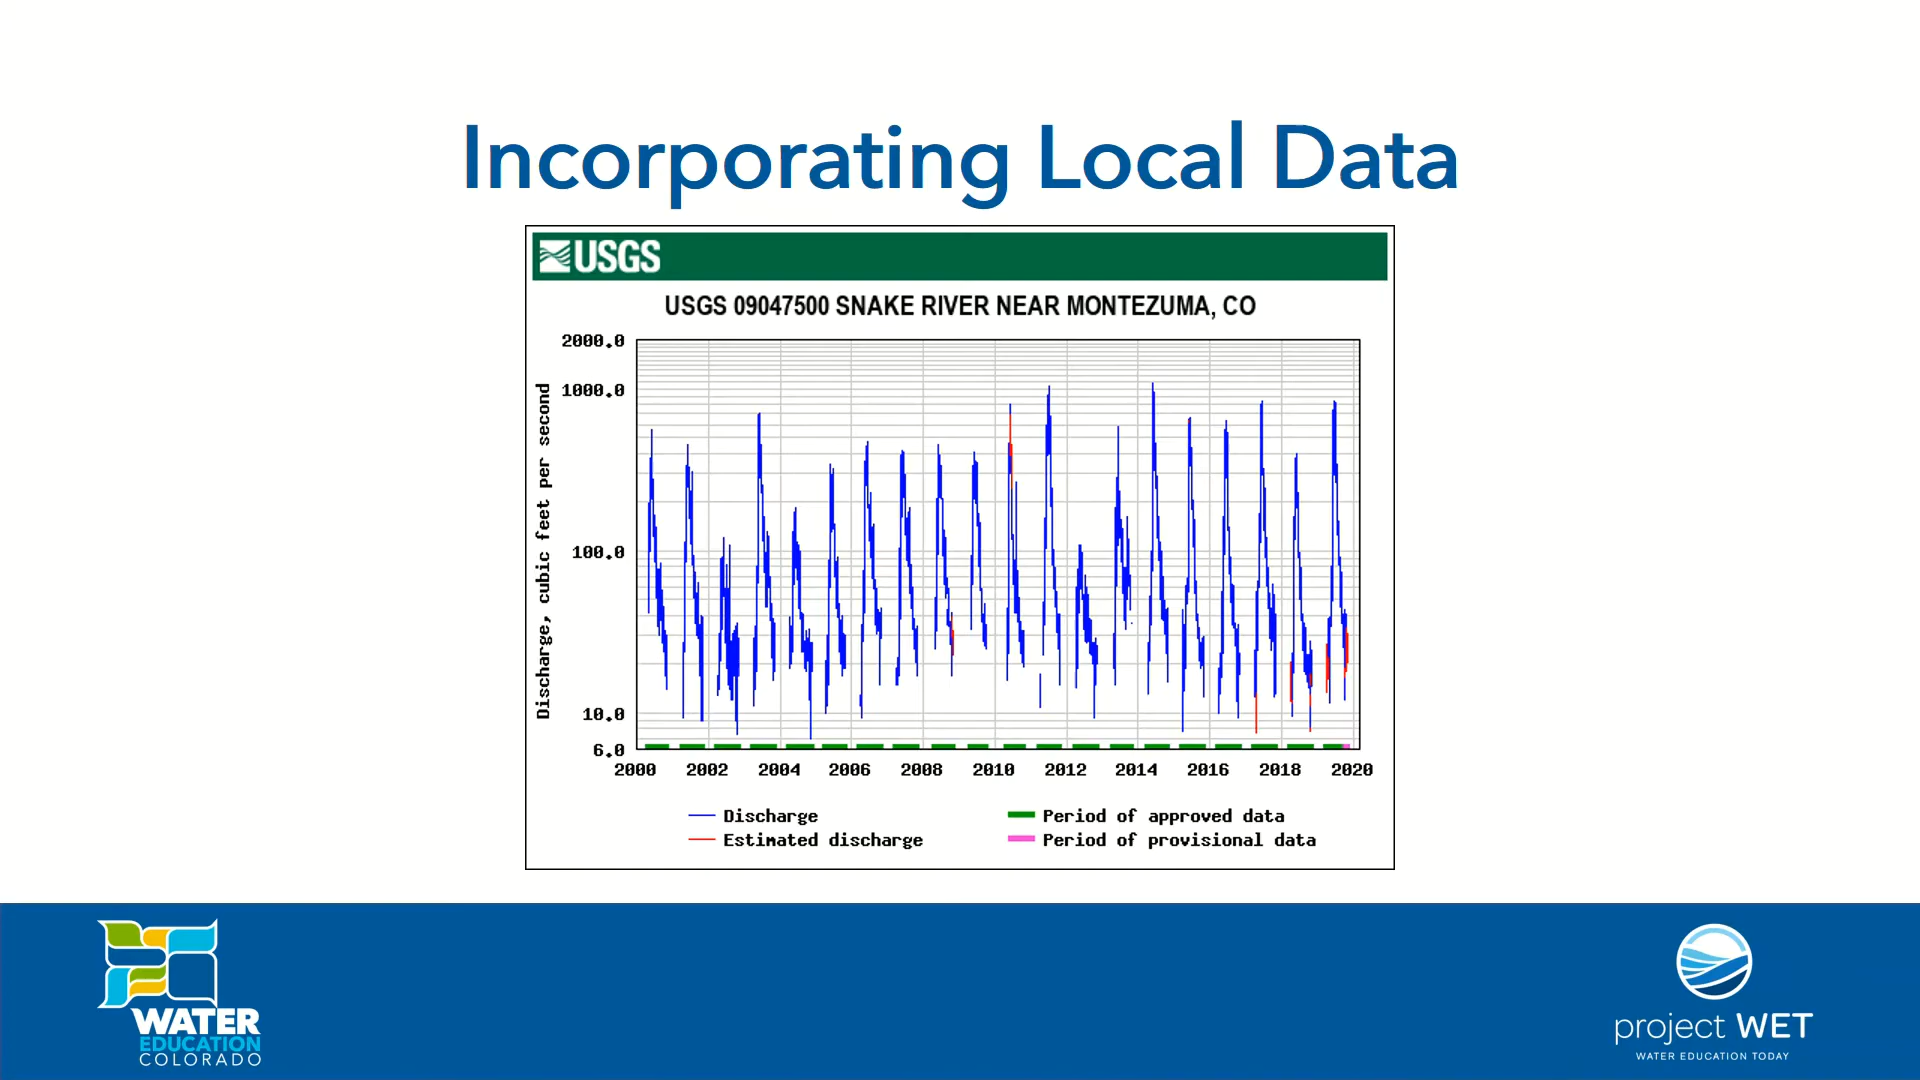 Incorporating Local Data
USGS
USGS 09047500 SNAKE RIVER NEAR MONTEZUMA, CO
Discharge, cubic feet per second
2000.0
1000.0
100.0
10.0
6.0
2000 2002 2004 2006 2008 2010 2012 2014 2016 2018 2020
Discharge
Estimated discharge
Period of approved data
Period of provisional data
WATER
EDUCATION
COLORADO
project WET
WATER EDUCATION TODAY